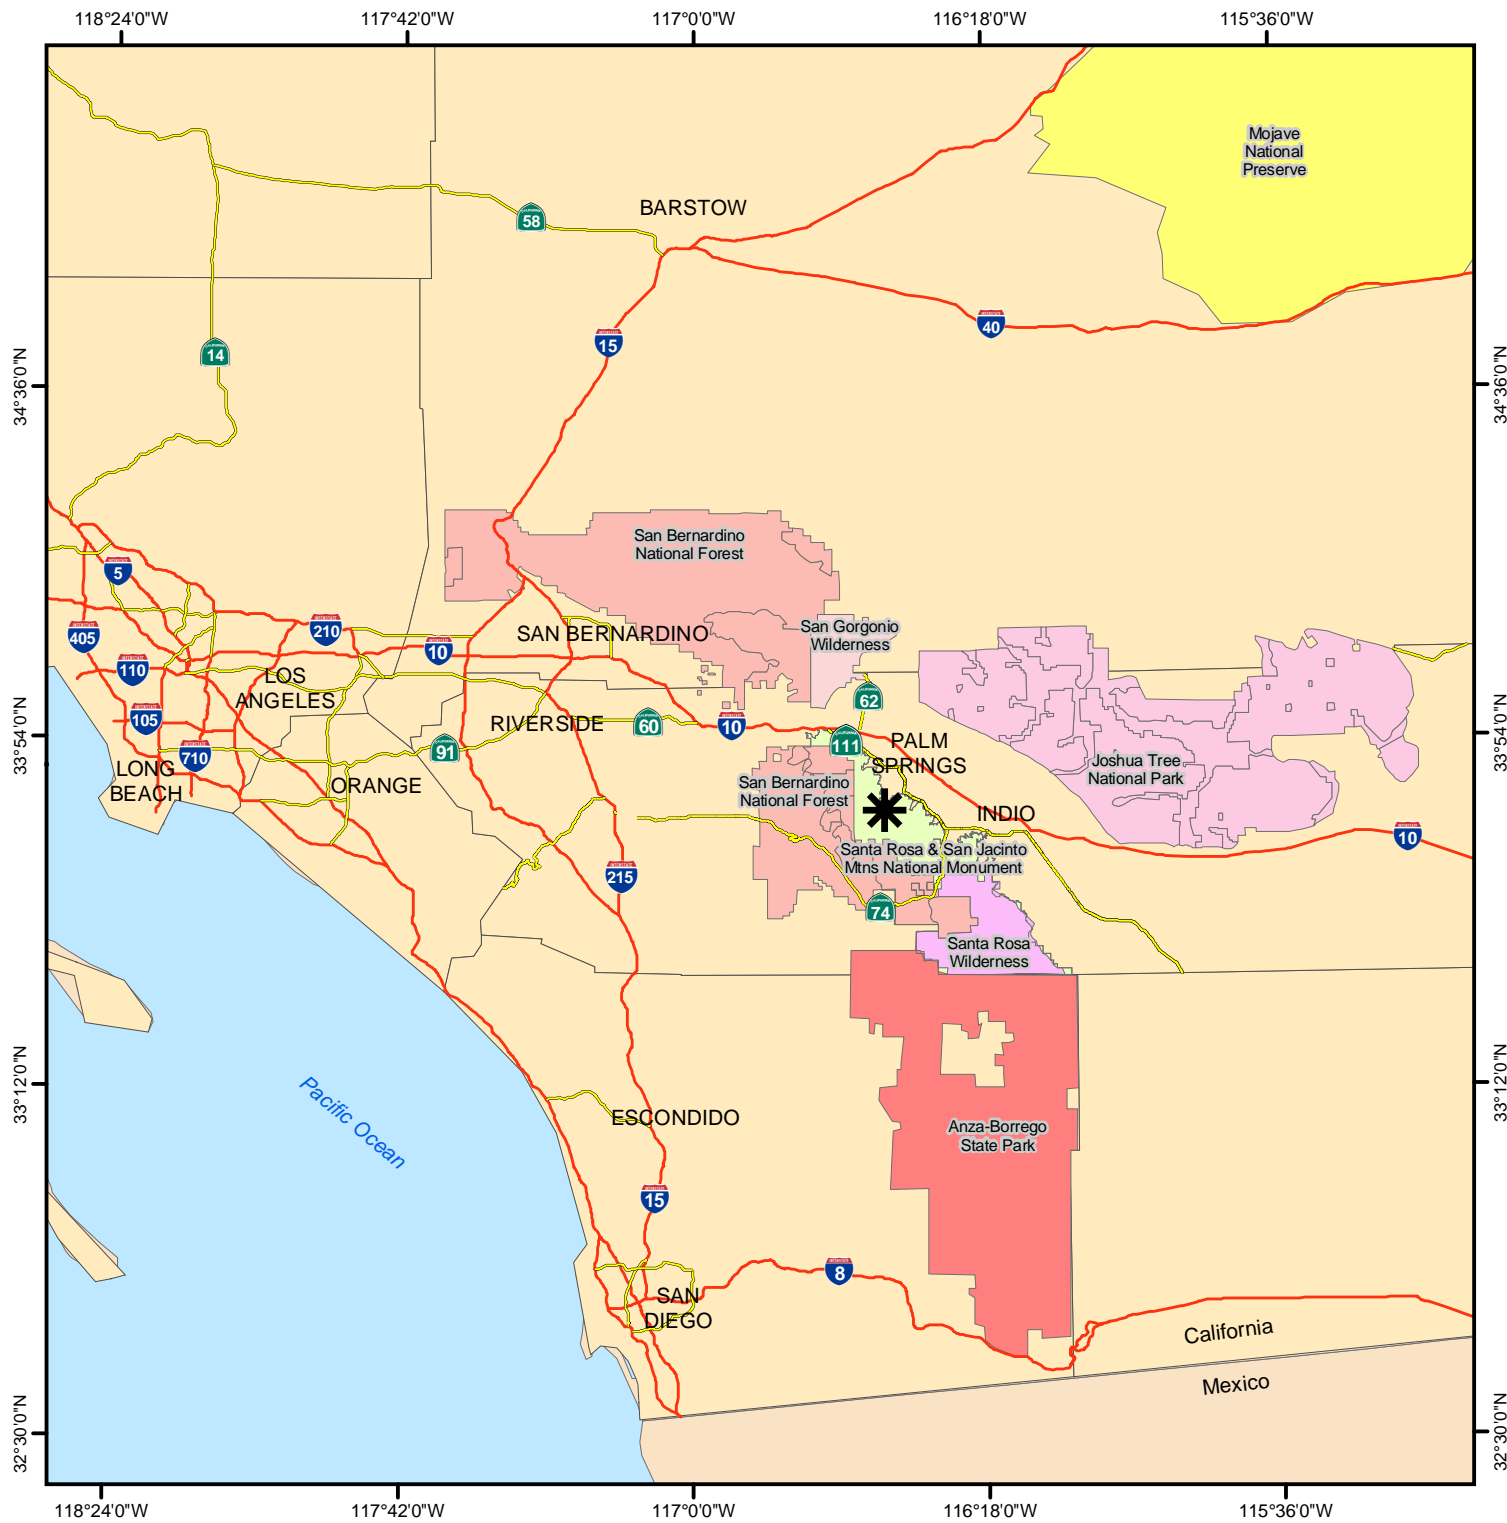 118°24'0"W
117°42'0"W
117°0'0"W
116°18'0"W
115°36'0"W
Mojave
National
Preserve
BARSTOW
58
40
15
14
34°36'0"N
34°36'0"N
San Bernardino
National Forest
5
210
405
10
110
SAN BERNARDINO
San Gorgonio
Wilderness
LOS
ANGELES
62
105
60
10
RIVERSIDE
111
PALM
SPRINGS
33°54'0"N
33°54'0"N
710
91
LONG
BEACH
ORANGE
San Bernardino
National Forest
Joshua Tree
National Park
INDIO
10
Santa Rosa & San Jacinto
Mtns National Monument
215
74
Santa Rosa
Wilderness
33°12'0"N
33°12'0"N
Pacific Ocean
ESCONDIDO
Anza-Borrego
State Park
15
8
SAN
DIEGO
California
Mexico
32°30'0"N
32°30'0"N
118°24'0"W
117°42'0"W
117°0'0"W
116°18'0"W
115°36'0"W